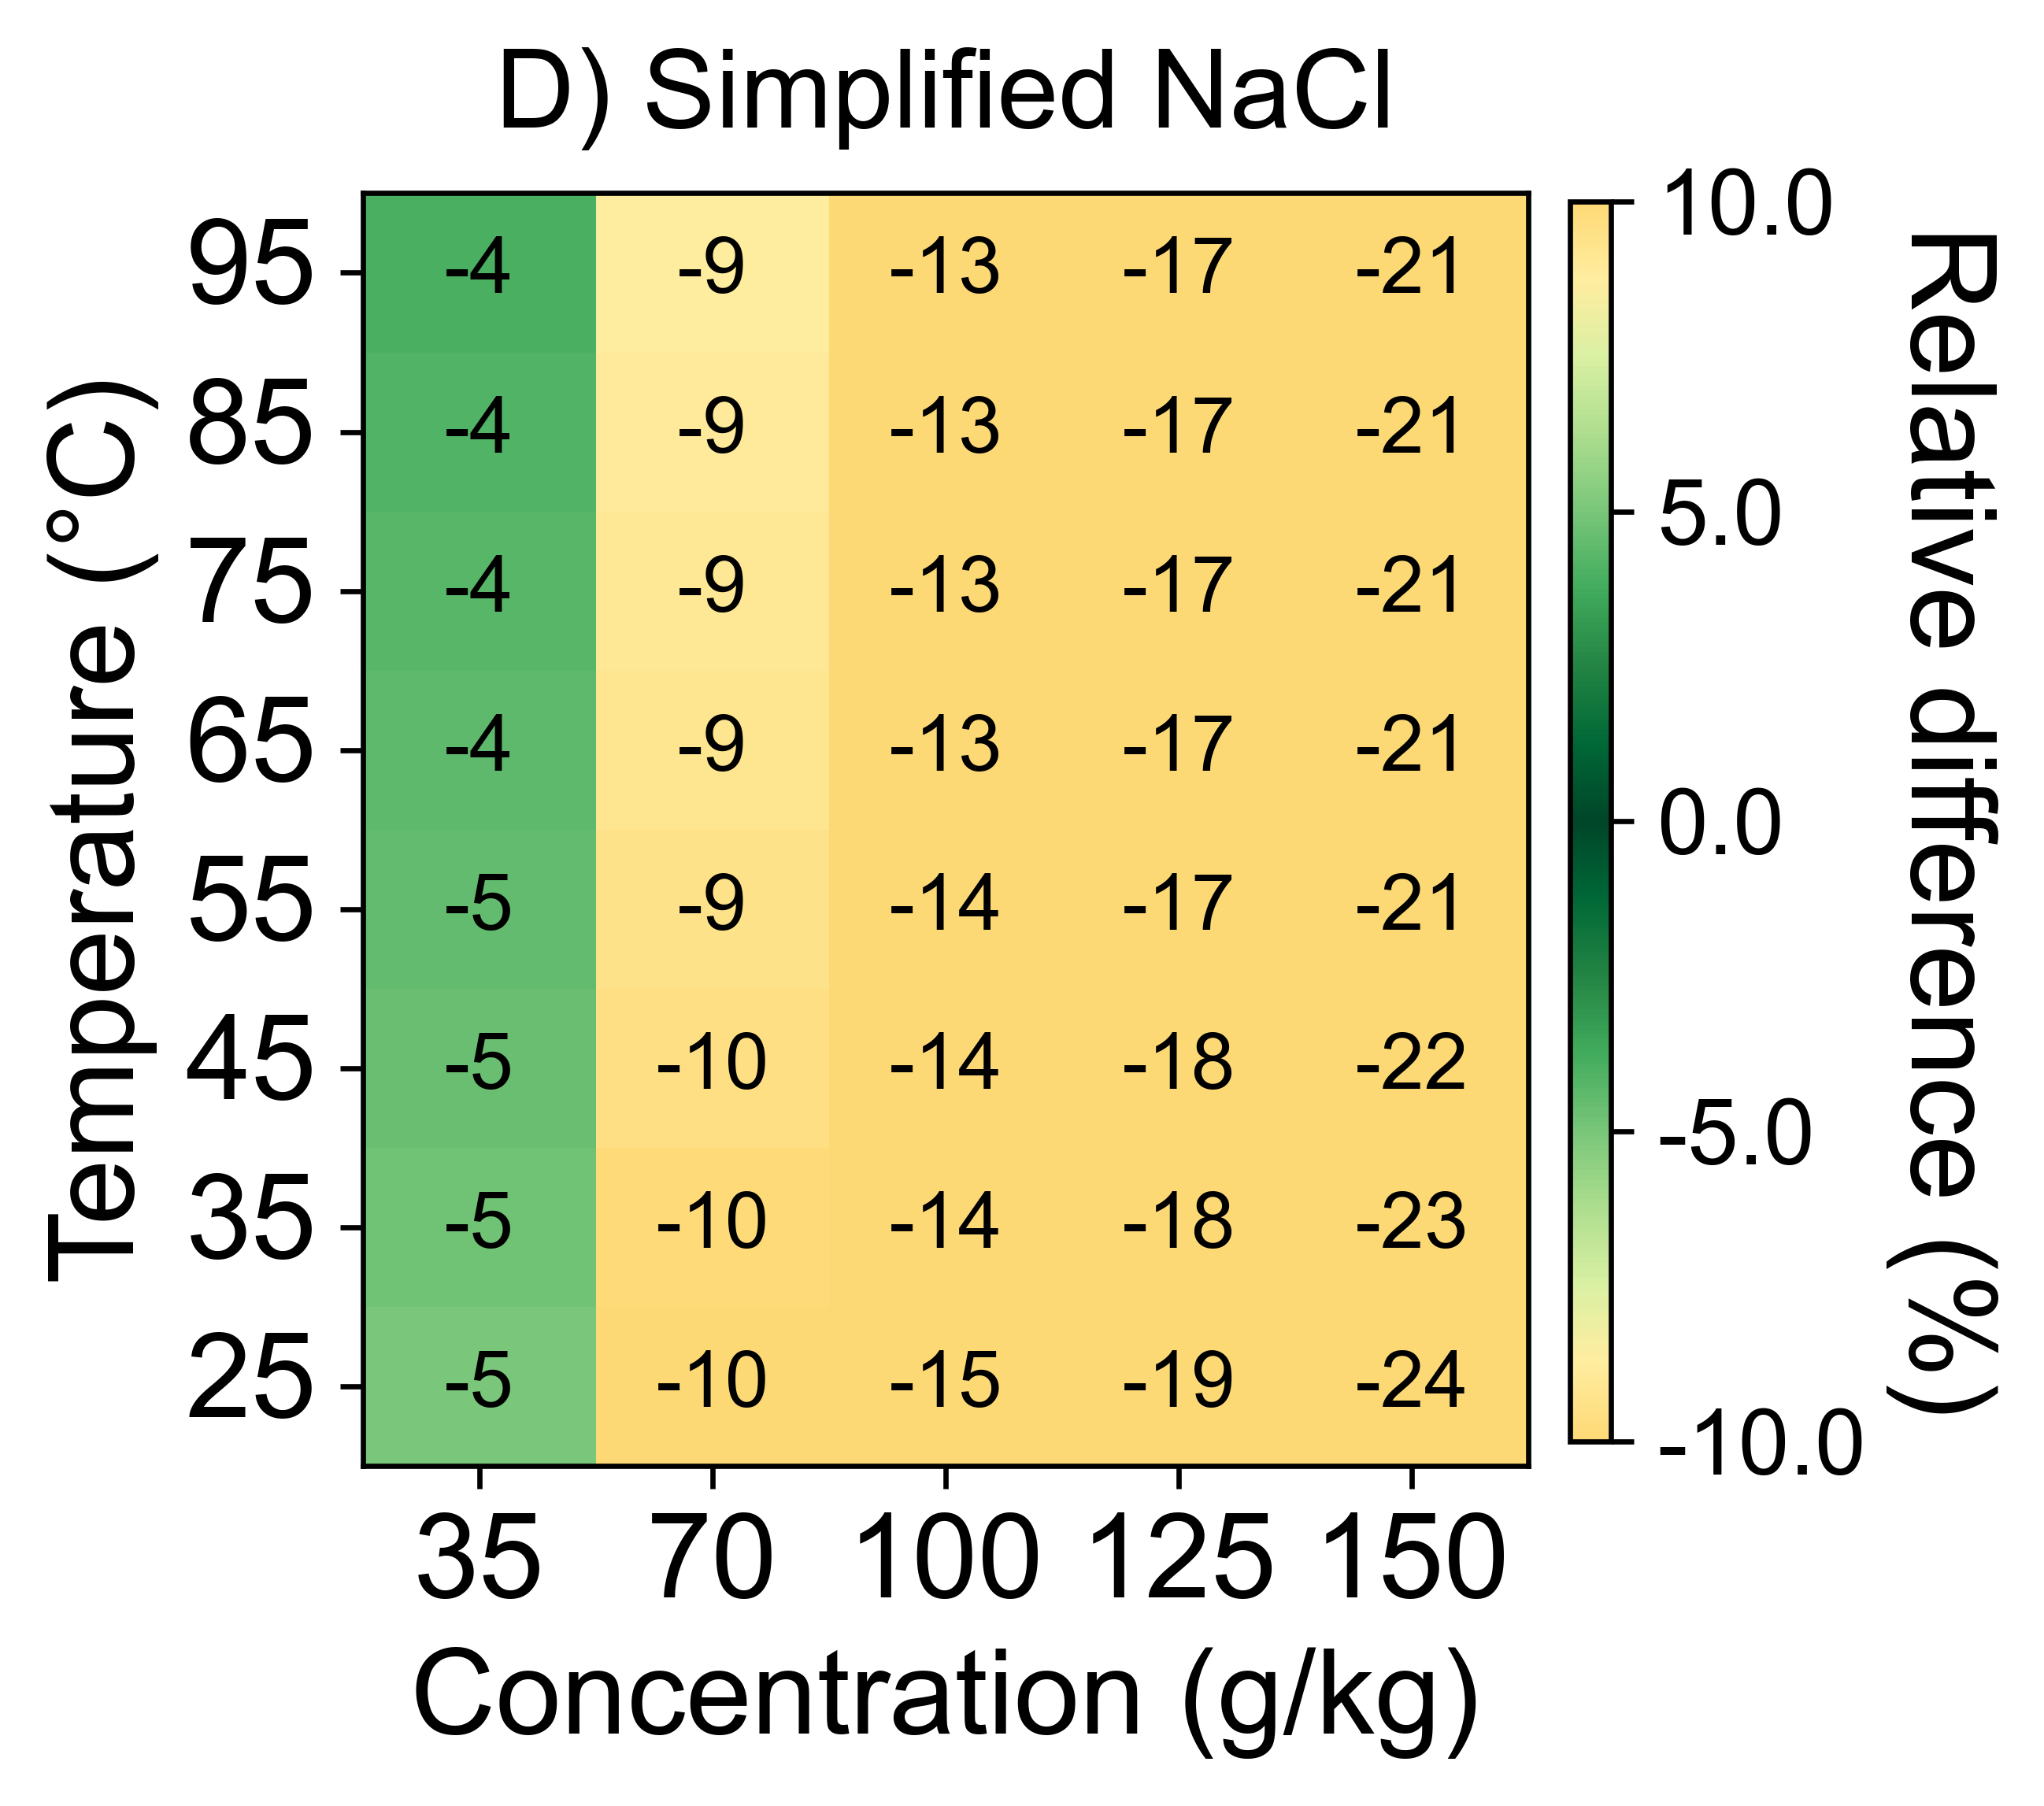 D) Simplified NaCl
Temperature (°C)
95 -4 -9 -13 -17 -21
85 -4 -9 -13 -17 -21
75 -4 -9 -13 -17 -21
65 -4 -9 -13 -17 -21
55 -5 -9 -14 -17 -21
45 -5 -10 -14 -18 -22
35 -5 -10 -14 -18 -23
25 -5 -10 -15 -19 -24
35 70 100 125 150
Concentration (g/kg)
10.0
5.0
0.0
-5.0
-10.0
Relative difference (%)